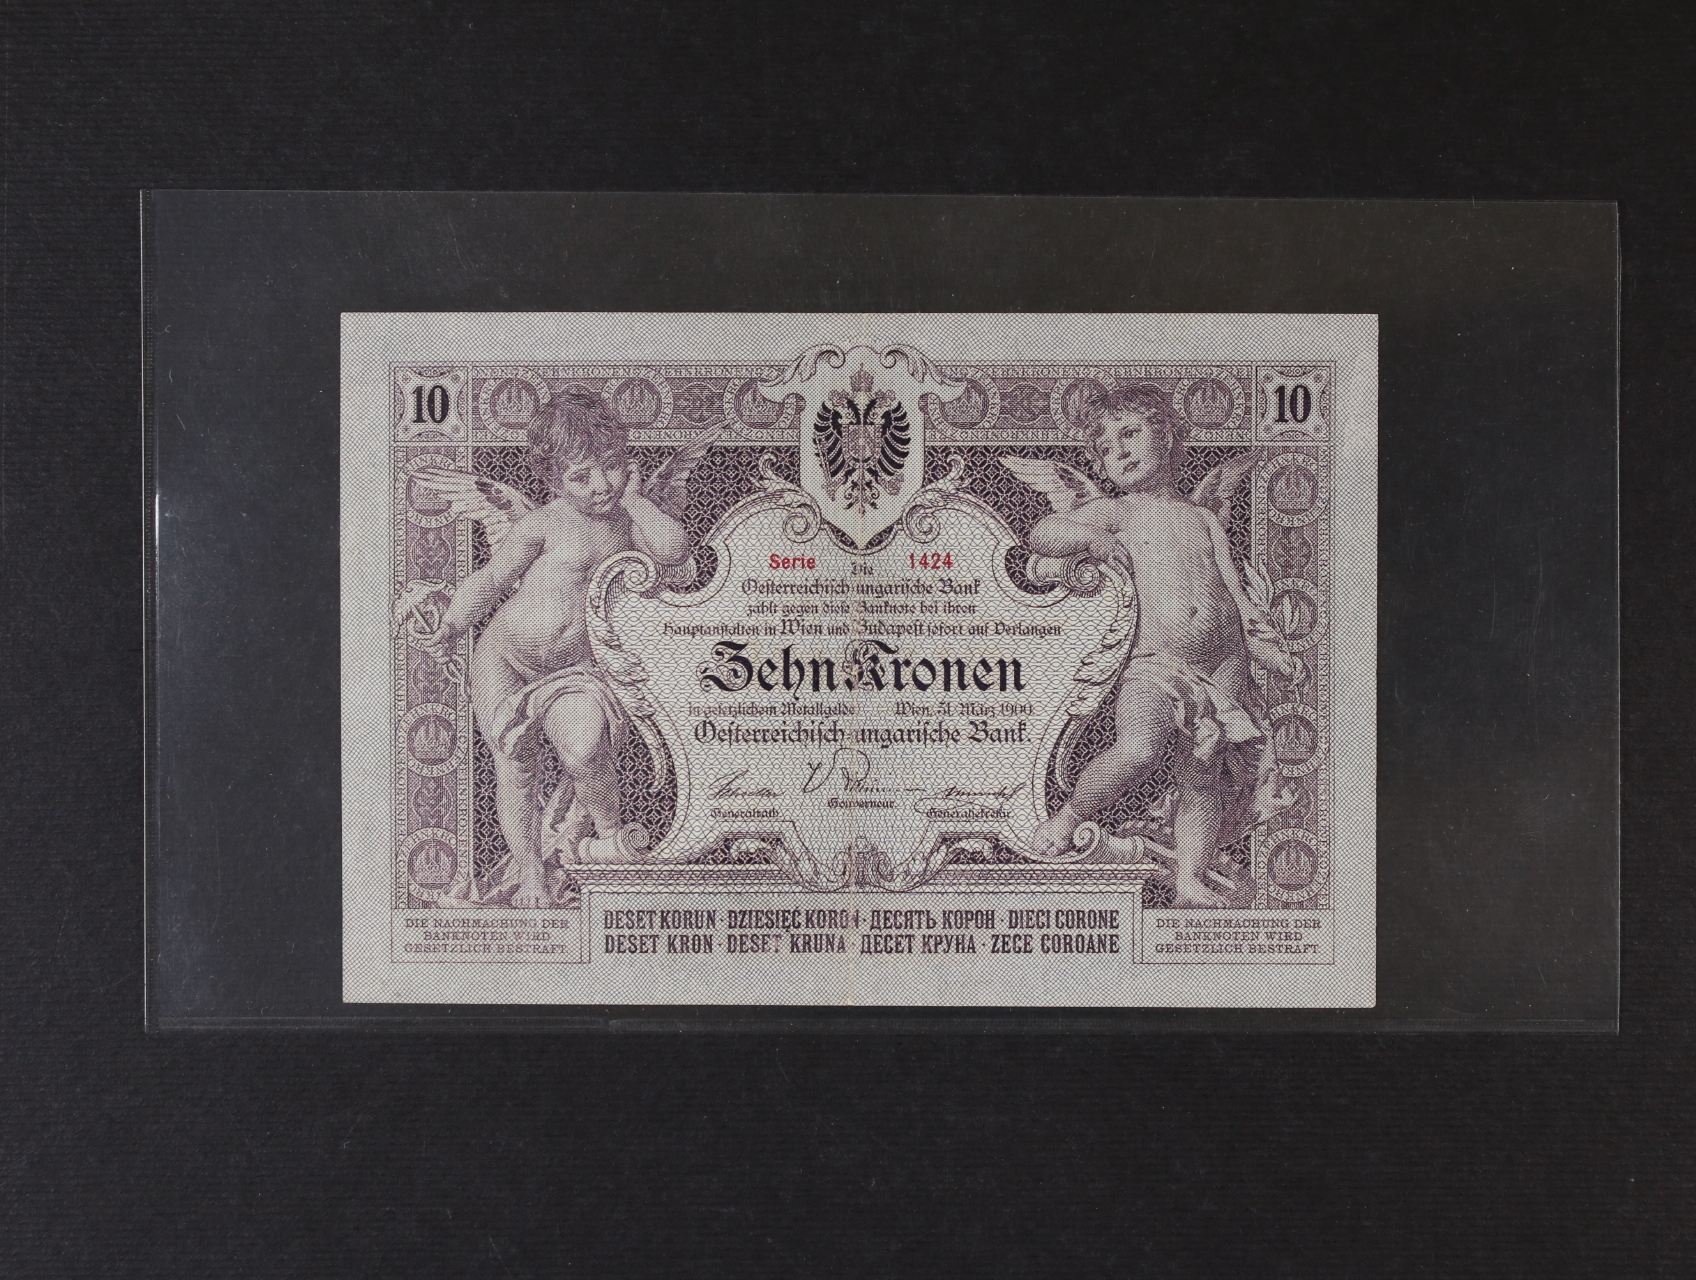 10 10
Serie 1424
Die
Oesterreichisch-ungarische Bank
zahlt gegen diese Banknote bei ihren
Hauptanstalten in Wien und Budapest sofort auf Verlangen
Zehn Kronen
in gesetzlichem Metallgelde Wien, 31. März 1900.
Oesterreichisch-ungarische Bank.
Generalrath
Gouverneur
Generalsekretär
DIE NACHMACHUNG DER
BANKNOTEN WIRD
GESETZLICH BESTRAFT
DESET KORUN · DZIESIĘĆ KORON · ДЕСЯТЬ КОРОН · DIECI CORONE
DESET KRON · DESET KRUNA · ДЕСЕТ КРУНА · ZECE COROANE
DIE NACHMACHUNG DER
BANKNOTEN WIRD
GESETZLICH BESTRAFT